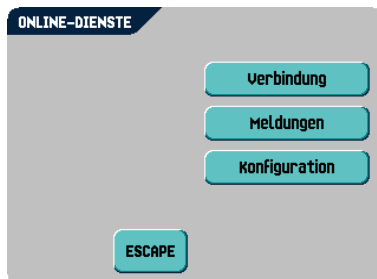 ONLINE-DIENSTE
Verbindung
Meldungen
Konfiguration
ESCAPE